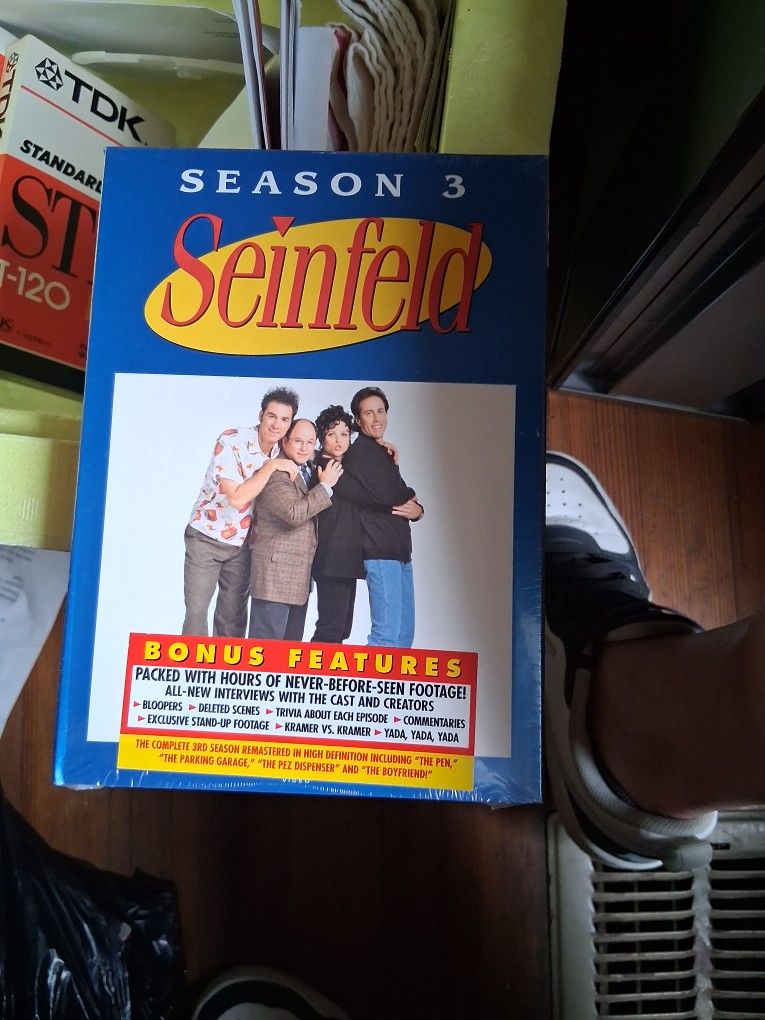 TDK
STANDARD
ST
T-120
SEASON 3
Seinfeld
BONUS FEATURES
PACKED WITH HOURS OF NEVER-BEFORE-SEEN FOOTAGE!
ALL-NEW INTERVIEWS WITH THE CAST AND CREATORS
► BLOOPERS ► DELETED SCENES ► TRIVIA ABOUT EACH EPISODE ► COMMENTARIES
► EXCLUSIVE STAND-UP FOOTAGE ► KRAMER VS. KRAMER ► YADA, YADA, YADA
THE COMPLETE 3RD SEASON REMASTERED IN HIGH DEFINITION INCLUDING "THE PEN,"
"THE PARKING GARAGE," "THE PEZ DISPENSER" AND "THE BOYFRIEND!"
VIDEO